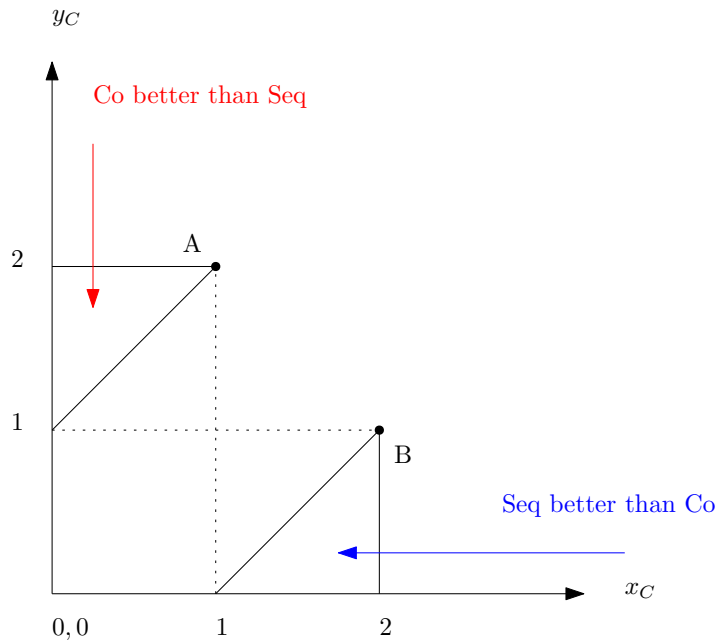 y_C
Co better than Seq
A
2
1
B
Seq better than Co
x_C
0, 0
1
2